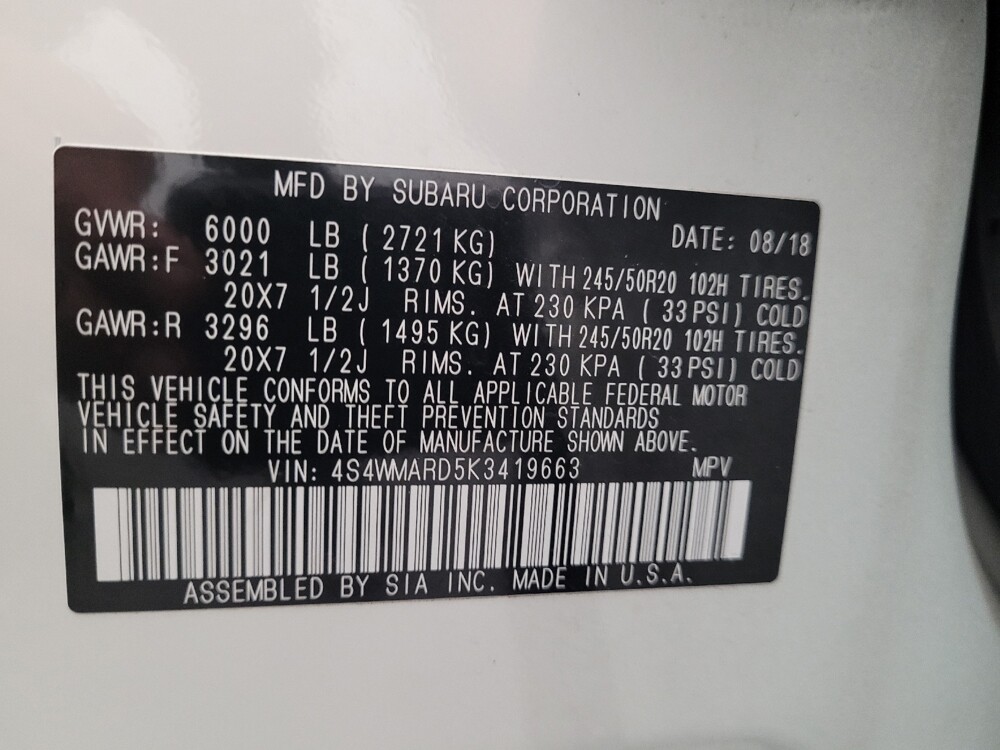 MFD BY SUBARU CORPORATION
GVWR: 6000 LB (2721 KG) DATE: 08/18
GAWR:F 3021 LB (1370 KG) WITH 245/50R20 102H TIRES.
20X7 1/2J RIMS. AT 230 KPA (33 PSI) COLD
GAWR:R 3296 LB (1495 KG) WITH 245/50R20 102H TIRES.
20X7 1/2J RIMS. AT 230 KPA (33 PSI) COLD
THIS VEHICLE CONFORMS TO ALL APPLICABLE FEDERAL MOTOR
VEHICLE SAFETY AND THEFT PREVENTION STANDARDS
IN EFFECT ON THE DATE OF MANUFACTURE SHOWN ABOVE.
VIN: 4S4WMARD5K3419663 MPV
ASSEMBLED BY SIA INC. MADE IN U.S.A.